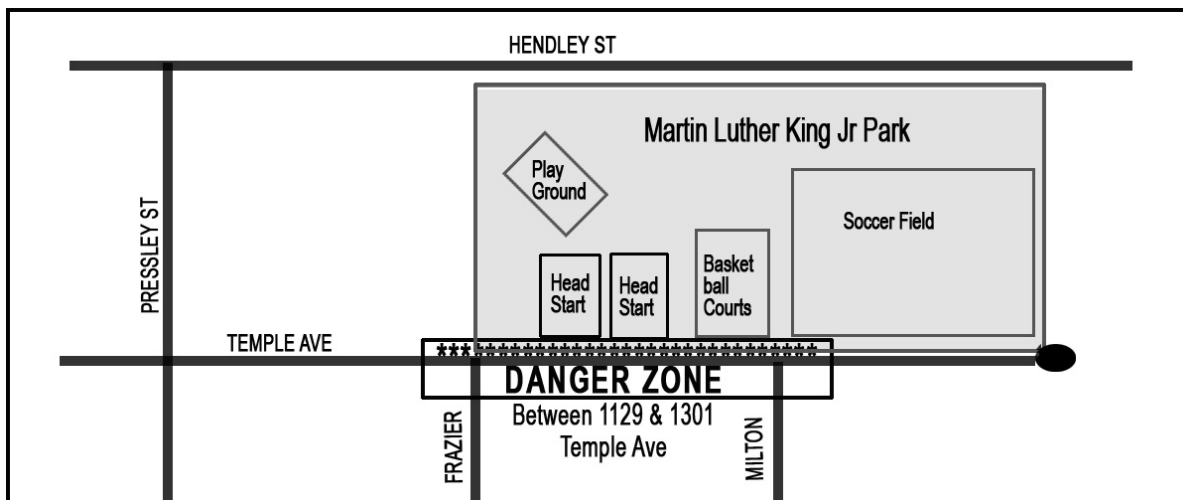 HENDLEY ST
Martin Luther King Jr Park
Play
Ground
Soccer Field
PRESSLEY ST
Head
Start
Head
Start
Basket
ball
Courts
TEMPLE AVE
********************************
DANGER ZONE
Between 1129 & 1301
Temple Ave
FRAZIER
MILTON